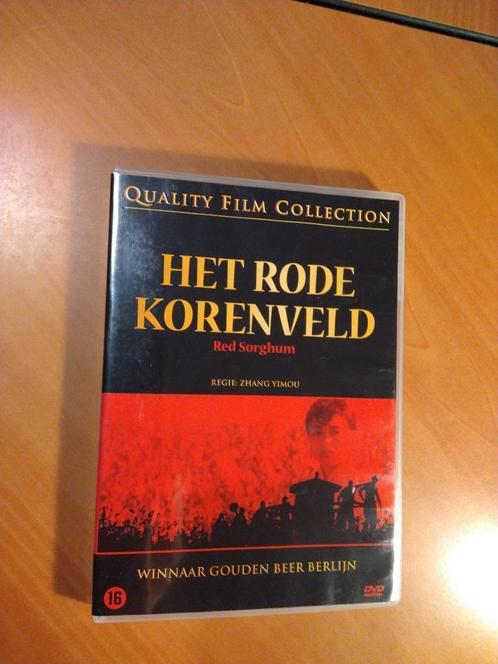 QUALITY FILM COLLECTION
HET RODE
KORENVELD
Red Sorghum
REGIE: ZHANG YIMOU
WINNAAR GOUDEN BEER BERLIJN
16
DVD